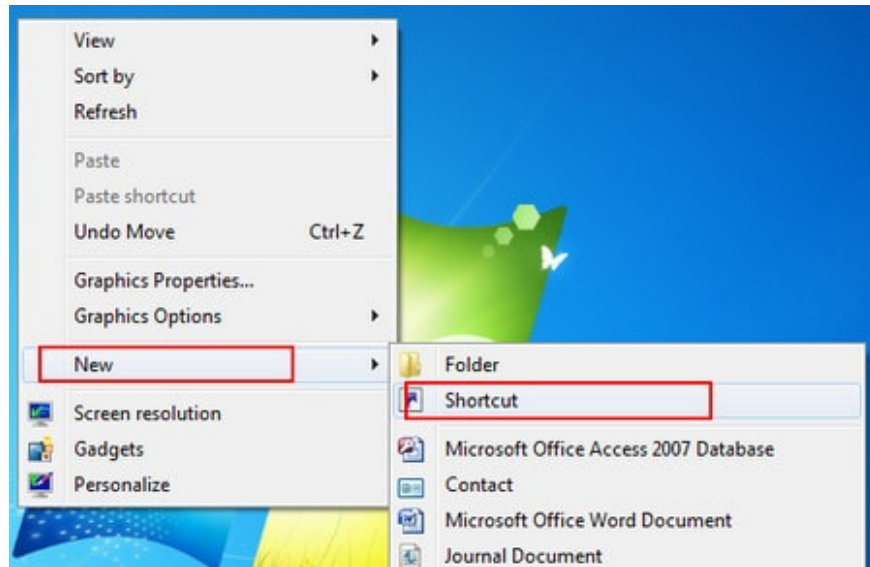 View
Sort by
Refresh
Paste
Paste shortcut
Undo Move Ctrl+Z
Graphics Properties...
Graphics Options
New
Folder
Shortcut
Screen resolution
Gadgets
Microsoft Office Access 2007 Database
Personalize
Contact
Microsoft Office Word Document
Journal Document